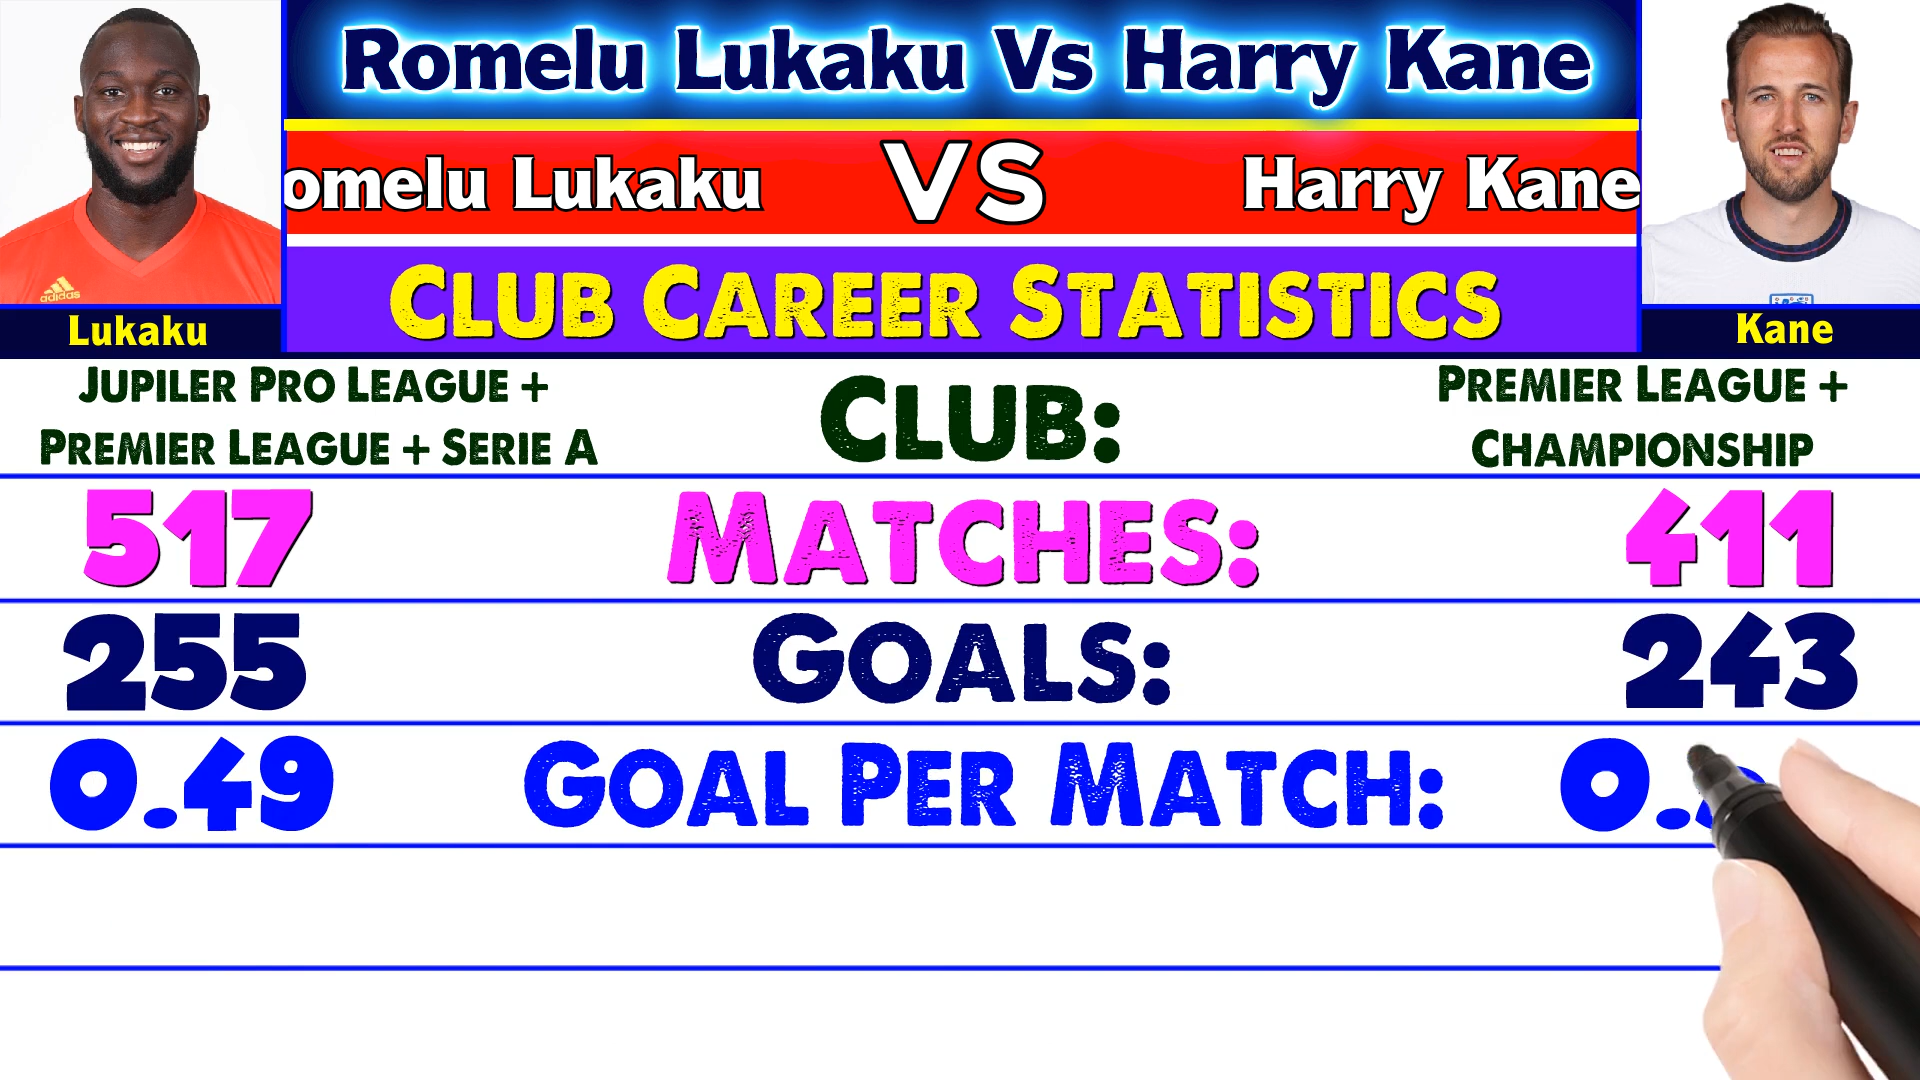 Romelu Lukaku Vs Harry Kane
omelu Lukaku VS Harry Kane
CLUB CAREER STATISTICS
adidas
Lukaku
Kane
JUPILER PRO LEAGUE +
PREMIER LEAGUE + SERIE A
CLUB:
PREMIER LEAGUE +
CHAMPIONSHIP
517 MATCHES: 411
255 GOALS: 243
0.49 GOAL PER MATCH: 0.